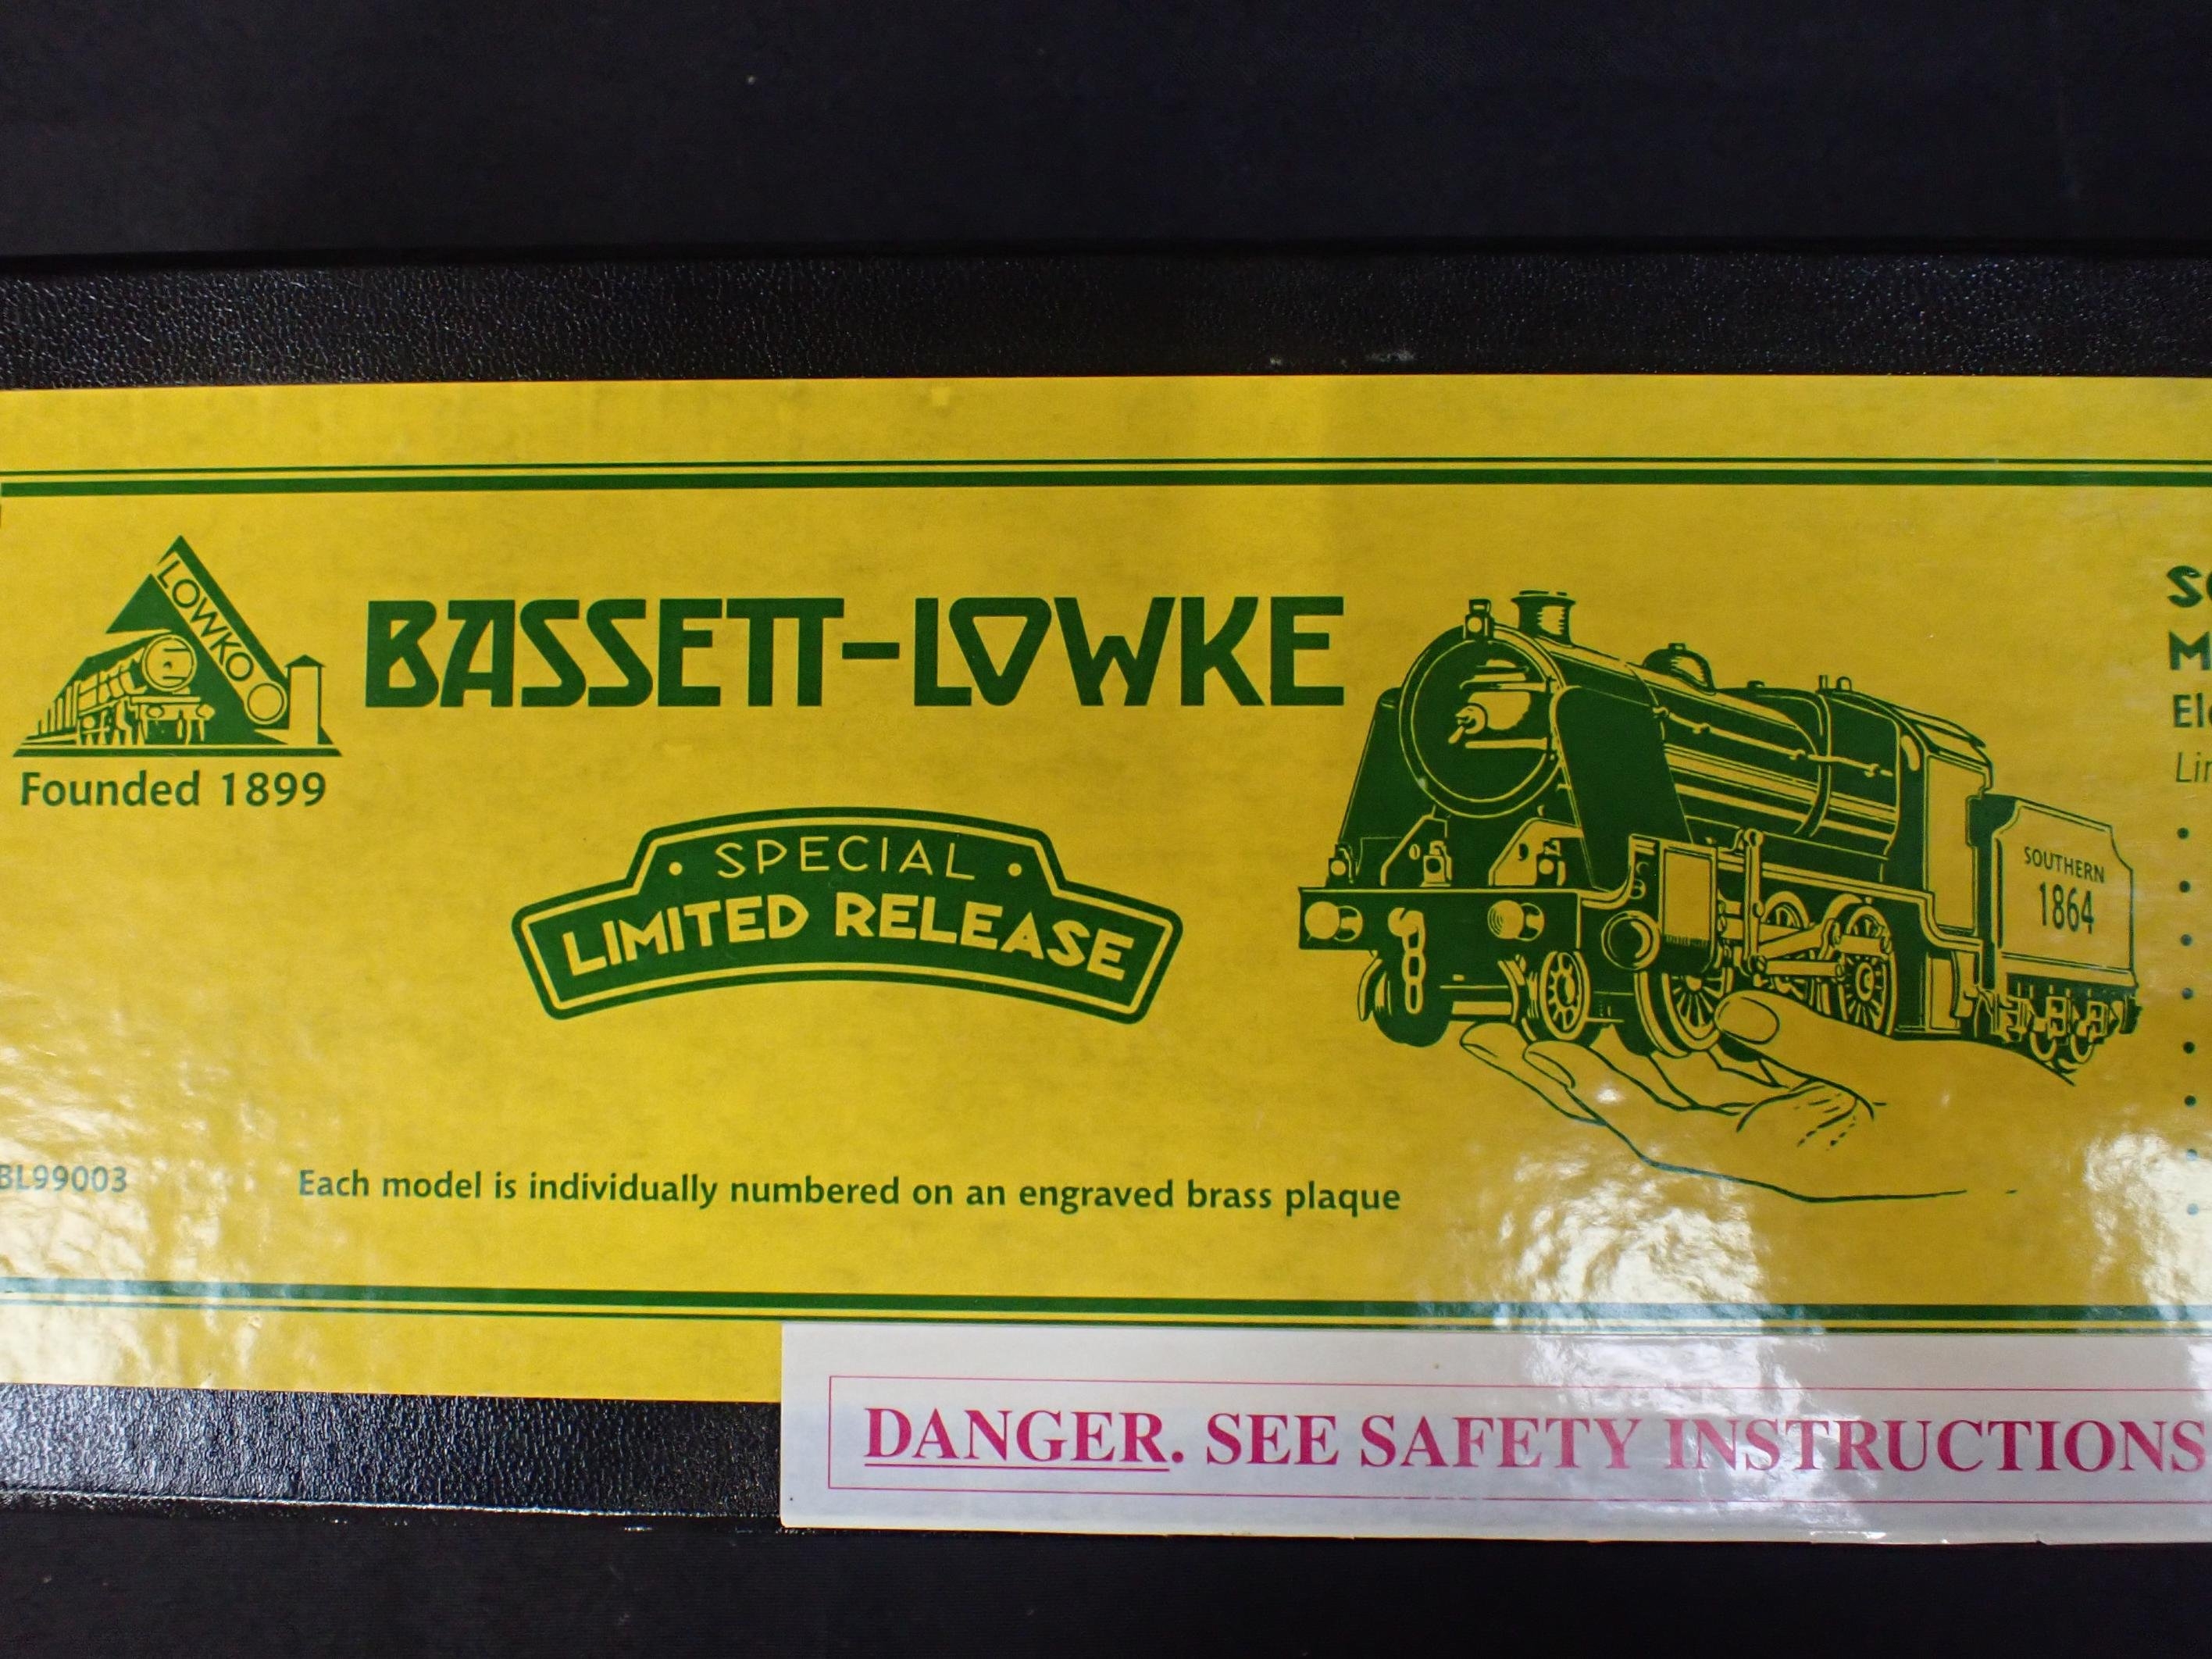 LOWKO
Founded 1899
BASSETT-LOWKE
• SPECIAL •
LIMITED RELEASE
SOUTHERN
1864
BL99003
Each model is individually numbered on an engraved brass plaque
DANGER. SEE SAFETY INSTRUCTIONS